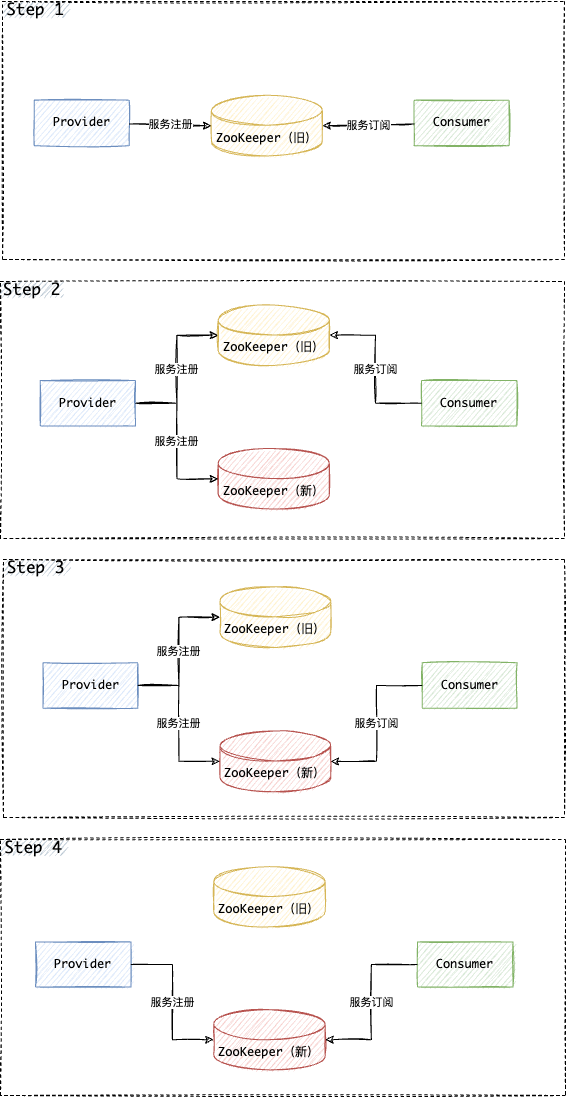 Step 1
Provider
服务注册
ZooKeeper（旧）
服务订阅
Consumer
Step 2
ZooKeeper（旧）
服务注册
服务订阅
Provider
Consumer
服务注册
ZooKeeper（新）
Step 3
ZooKeeper（旧）
服务注册
Provider
Consumer
服务注册
服务订阅
ZooKeeper（新）
Step 4
ZooKeeper（旧）
Provider
Consumer
服务注册
服务订阅
ZooKeeper（新）